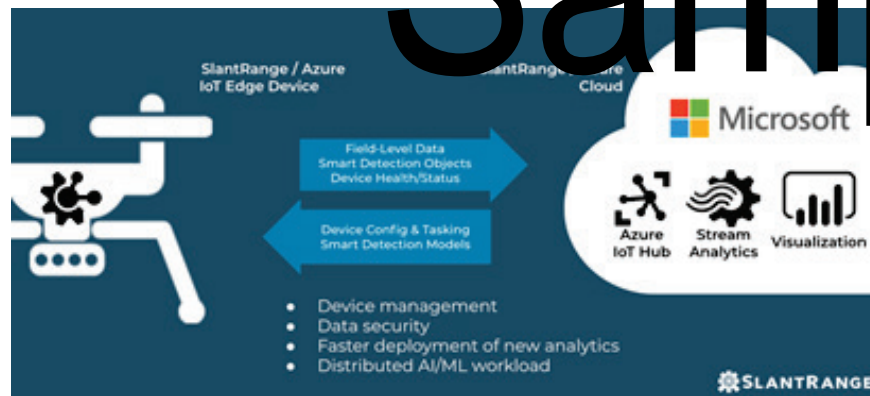 Sam
SlantRange / Azure
IoT Edge Device
Cloud
Microsoft
Field-Level Data
Smart Detection Objects
Device Health/Status
Device Config & Tasking
Smart Detection Models
Azure
IoT Hub
Stream
Analytics
Visualization
● Device management
● Data security
● Faster deployment of new analytics
● Distributed AI/ML workload
SLANTRANGE